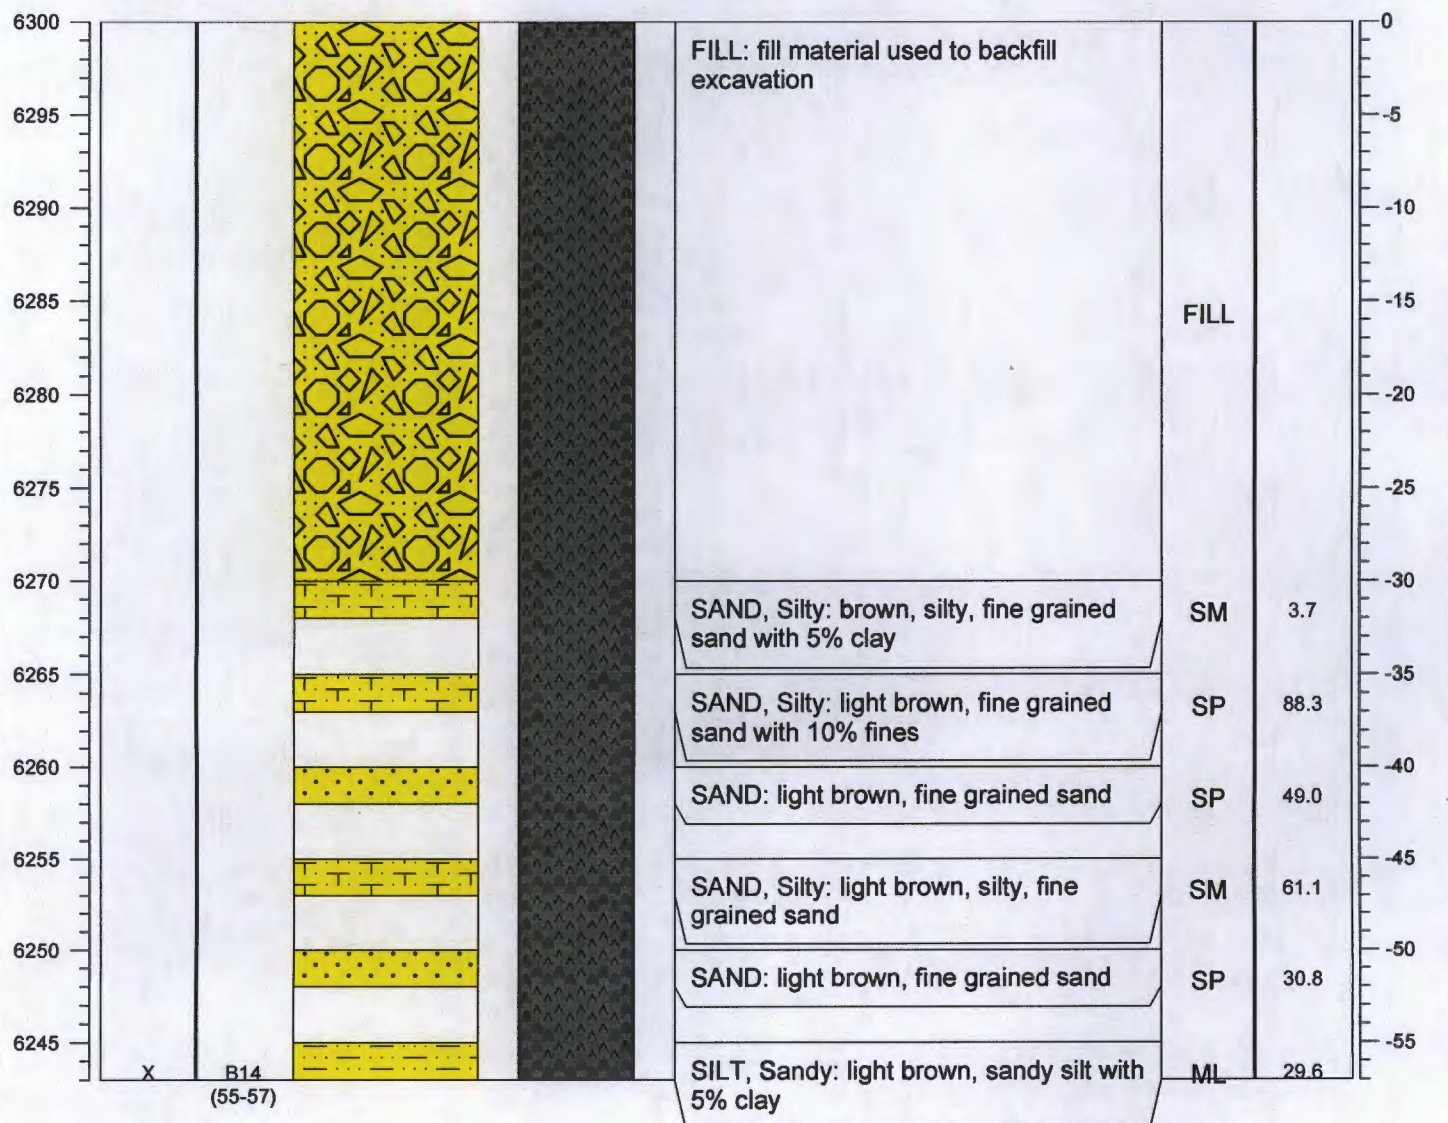 6300
0
FILL: fill material used to backfill
excavation
6295
-5
6290
-10
6285
-15
FILL
6280
-20
6275
-25
6270
-30
SAND, Silty: brown, silty, fine grained
sand with 5% clay
SM
3.7
6265
-35
SAND, Silty: light brown, fine grained
sand with 10% fines
SP
88.3
6260
-40
SAND: light brown, fine grained sand
SP
49.0
6255
-45
SAND, Silty: light brown, silty, fine
grained sand
SM
61.1
6250
-50
SAND: light brown, fine grained sand
SP
30.8
6245
-55
X
B14
(55-57)
SILT, Sandy: light brown, sandy silt with
5% clay
ML
29.6